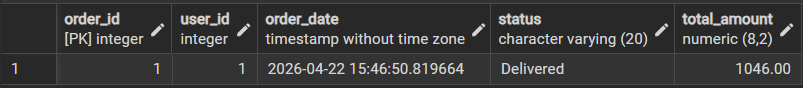 order_id user_id order_date status total_amount
[PK] integer integer timestamp without time zone character varying (20) numeric (8,2)
1 1 1 2026-04-22 15:46:50.819664 Delivered 1046.00